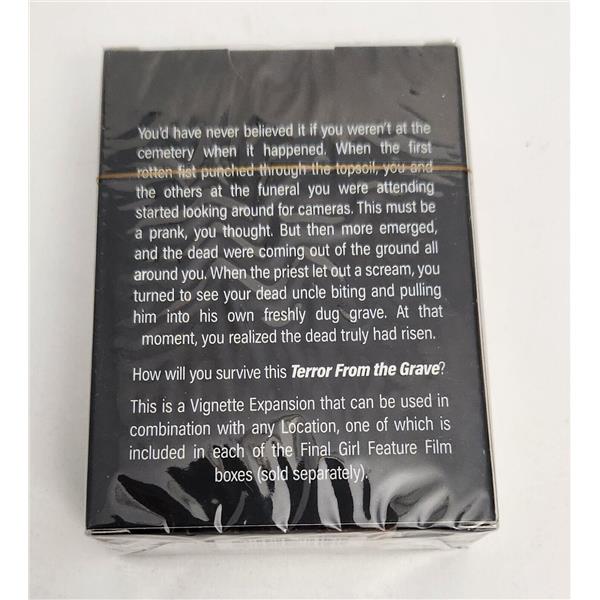 You'd have never believed it if you weren't at the
cemetery when it happened. When the first
rotten fist punched through the topsoil, you and
the others at the funeral you were attending
started looking around for cameras. This must be
a prank, you thought. But then more emerged,
and the dead were coming out of the ground all
around you. When the priest let out a scream, you
turned to see your dead uncle biting and pulling
him into his own freshly dug grave. At that
moment, you realized the dead truly had risen.
How will you survive this Terror From the Grave?
This is a Vignette Expansion that can be used in
combination with any Location, one of which is
included in each of the Final Girl Feature Film
boxes (sold separately).